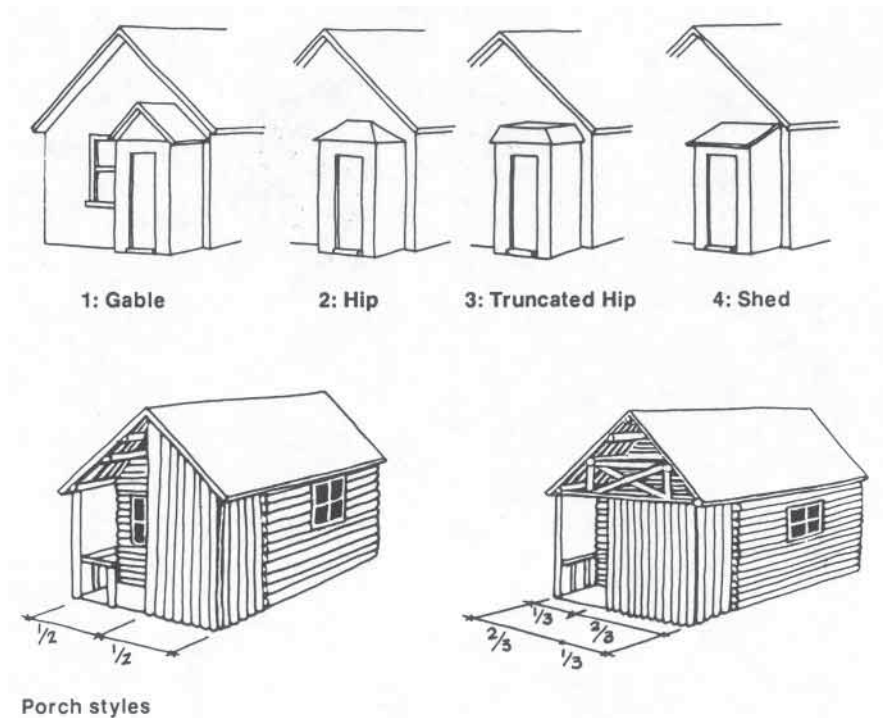 1: Gable 2: Hip 3: Truncated Hip 4: Shed
1/2 1/2
1/3 2/3
2/3 1/3
Porch styles